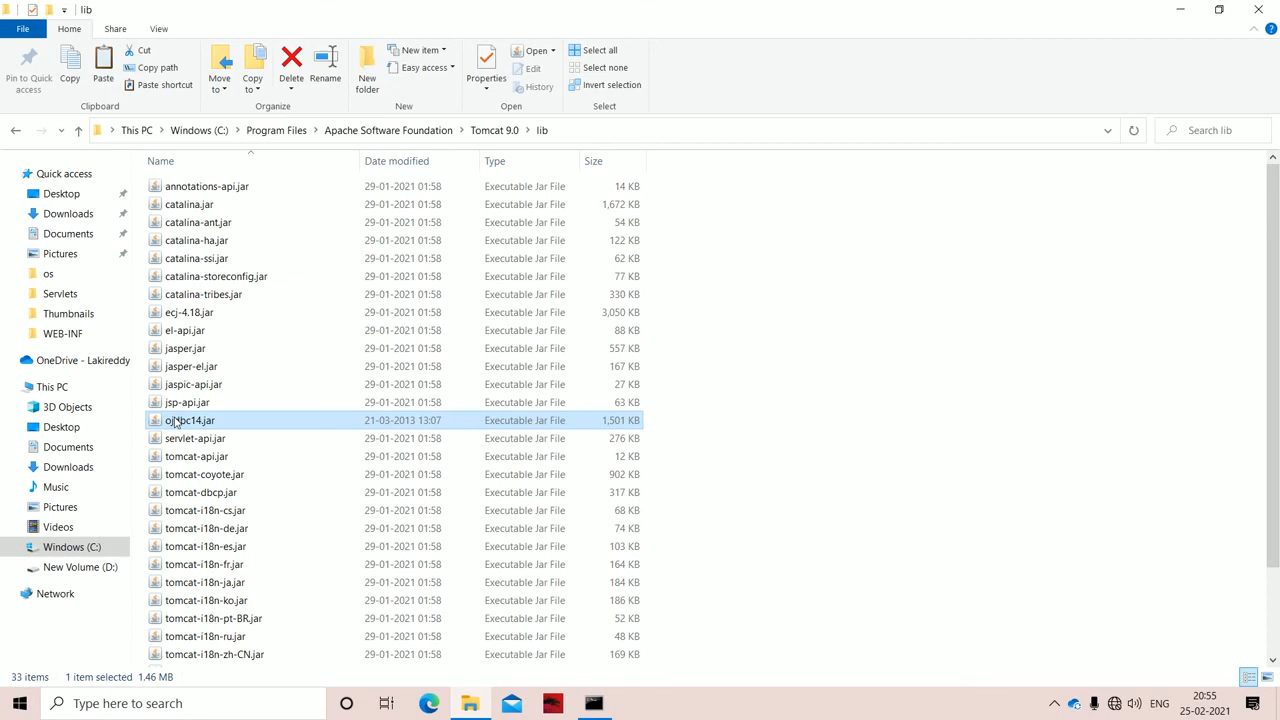 lib
File Home Share View
Pin to Quick access
Copy
Paste
Cut
Copy path
Paste shortcut
Clipboard
Move to
Copy to
Delete
Rename
Organize
New folder
New item
Easy access
New
Properties
Open
Edit
History
Open
Select all
Select none
Invert selection
Select
This PC Windows (C:) Program Files Apache Software Foundation Tomcat 9.0 lib
Search lib
Quick access
Desktop
Downloads
Documents
Pictures
os
Servlets
Thumbnails
WEB-INF
OneDrive - Lakireddy
This PC
3D Objects
Desktop
Documents
Downloads
Music
Pictures
Videos
Windows (C:)
New Volume (D:)
Network
Name Date modified Type Size
annotations-api.jar 29-01-2021 01:58 Executable Jar File 14 KB
catalina.jar 29-01-2021 01:58 Executable Jar File 1,672 KB
catalina-ant.jar 29-01-2021 01:58 Executable Jar File 54 KB
catalina-ha.jar 29-01-2021 01:58 Executable Jar File 122 KB
catalina-ssi.jar 29-01-2021 01:58 Executable Jar File 62 KB
catalina-storeconfig.jar 29-01-2021 01:58 Executable Jar File 77 KB
catalina-tribes.jar 29-01-2021 01:58 Executable Jar File 330 KB
ecj-4.18.jar 29-01-2021 01:58 Executable Jar File 3,050 KB
el-api.jar 29-01-2021 01:58 Executable Jar File 88 KB
jasper.jar 29-01-2021 01:58 Executable Jar File 557 KB
jasper-el.jar 29-01-2021 01:58 Executable Jar File 167 KB
jaspic-api.jar 29-01-2021 01:58 Executable Jar File 27 KB
jsp-api.jar 29-01-2021 01:58 Executable Jar File 63 KB
ojdbc14.jar 21-03-2013 13:07 Executable Jar File 1,501 KB
servlet-api.jar 29-01-2021 01:58 Executable Jar File 276 KB
tomcat-api.jar 29-01-2021 01:58 Executable Jar File 12 KB
tomcat-coyote.jar 29-01-2021 01:58 Executable Jar File 902 KB
tomcat-dbcp.jar 29-01-2021 01:58 Executable Jar File 317 KB
tomcat-i18n-cs.jar 29-01-2021 01:58 Executable Jar File 68 KB
tomcat-i18n-de.jar 29-01-2021 01:58 Executable Jar File 74 KB
tomcat-i18n-es.jar 29-01-2021 01:58 Executable Jar File 103 KB
tomcat-i18n-fr.jar 29-01-2021 01:58 Executable Jar File 164 KB
tomcat-i18n-ja.jar 29-01-2021 01:58 Executable Jar File 184 KB
tomcat-i18n-ko.jar 29-01-2021 01:58 Executable Jar File 186 KB
tomcat-i18n-pt-BR.jar 29-01-2021 01:58 Executable Jar File 52 KB
tomcat-i18n-ru.jar 29-01-2021 01:58 Executable Jar File 48 KB
tomcat-i18n-zh-CN.jar 29-01-2021 01:58 Executable Jar File 169 KB
33 items 1 item selected 1.46 MB
Type here to search
ENG
20:55
25-02-2021